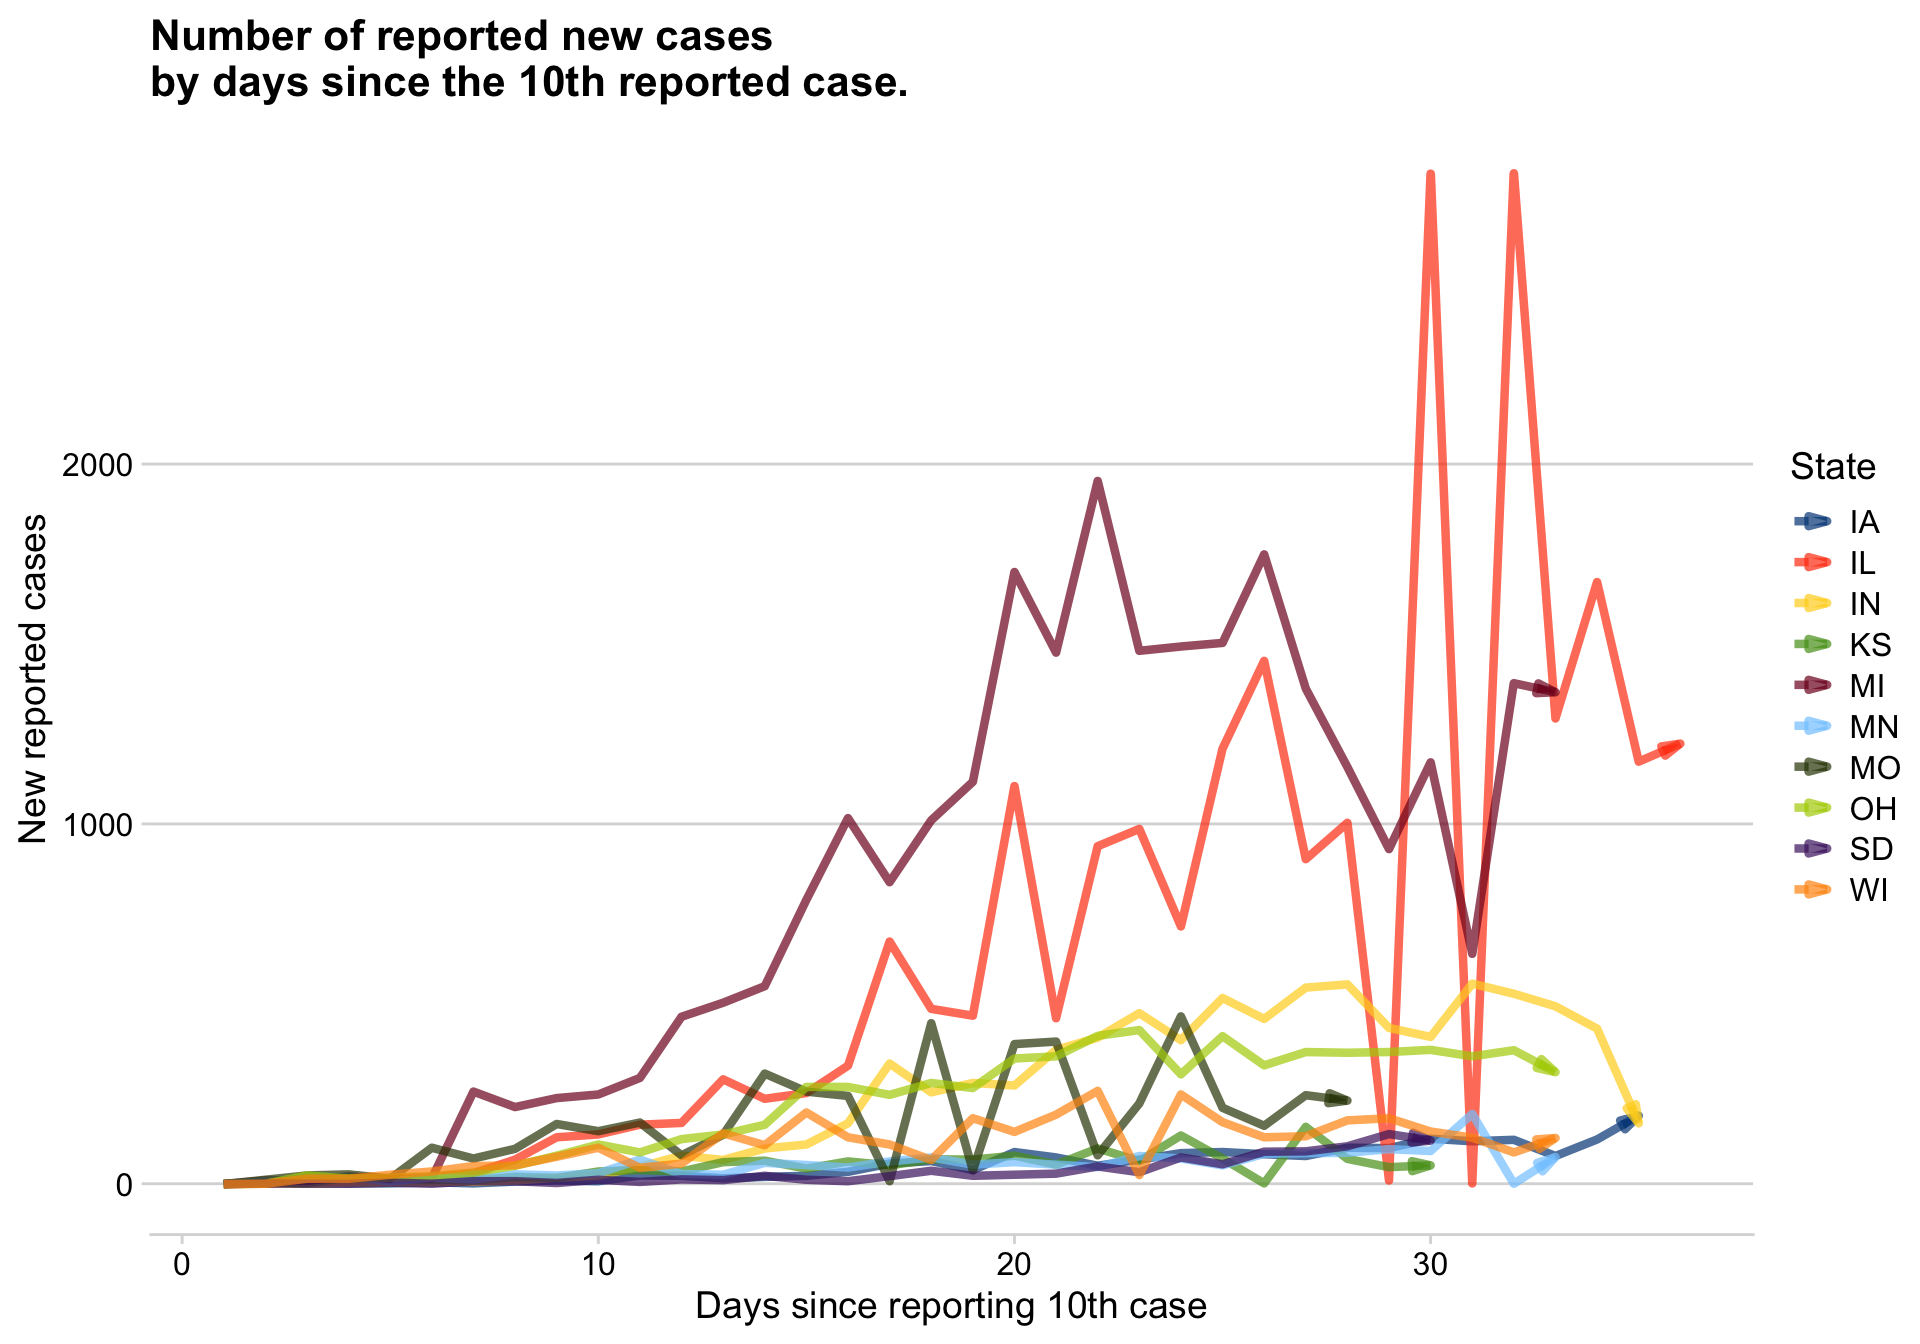 Number of reported new cases
by days since the 10th reported case.
New reported cases
2000
1000
0
0 10 20 30
Days since reporting 10th case
State
IA
IL
IN
KS
MI
MN
MO
OH
SD
WI